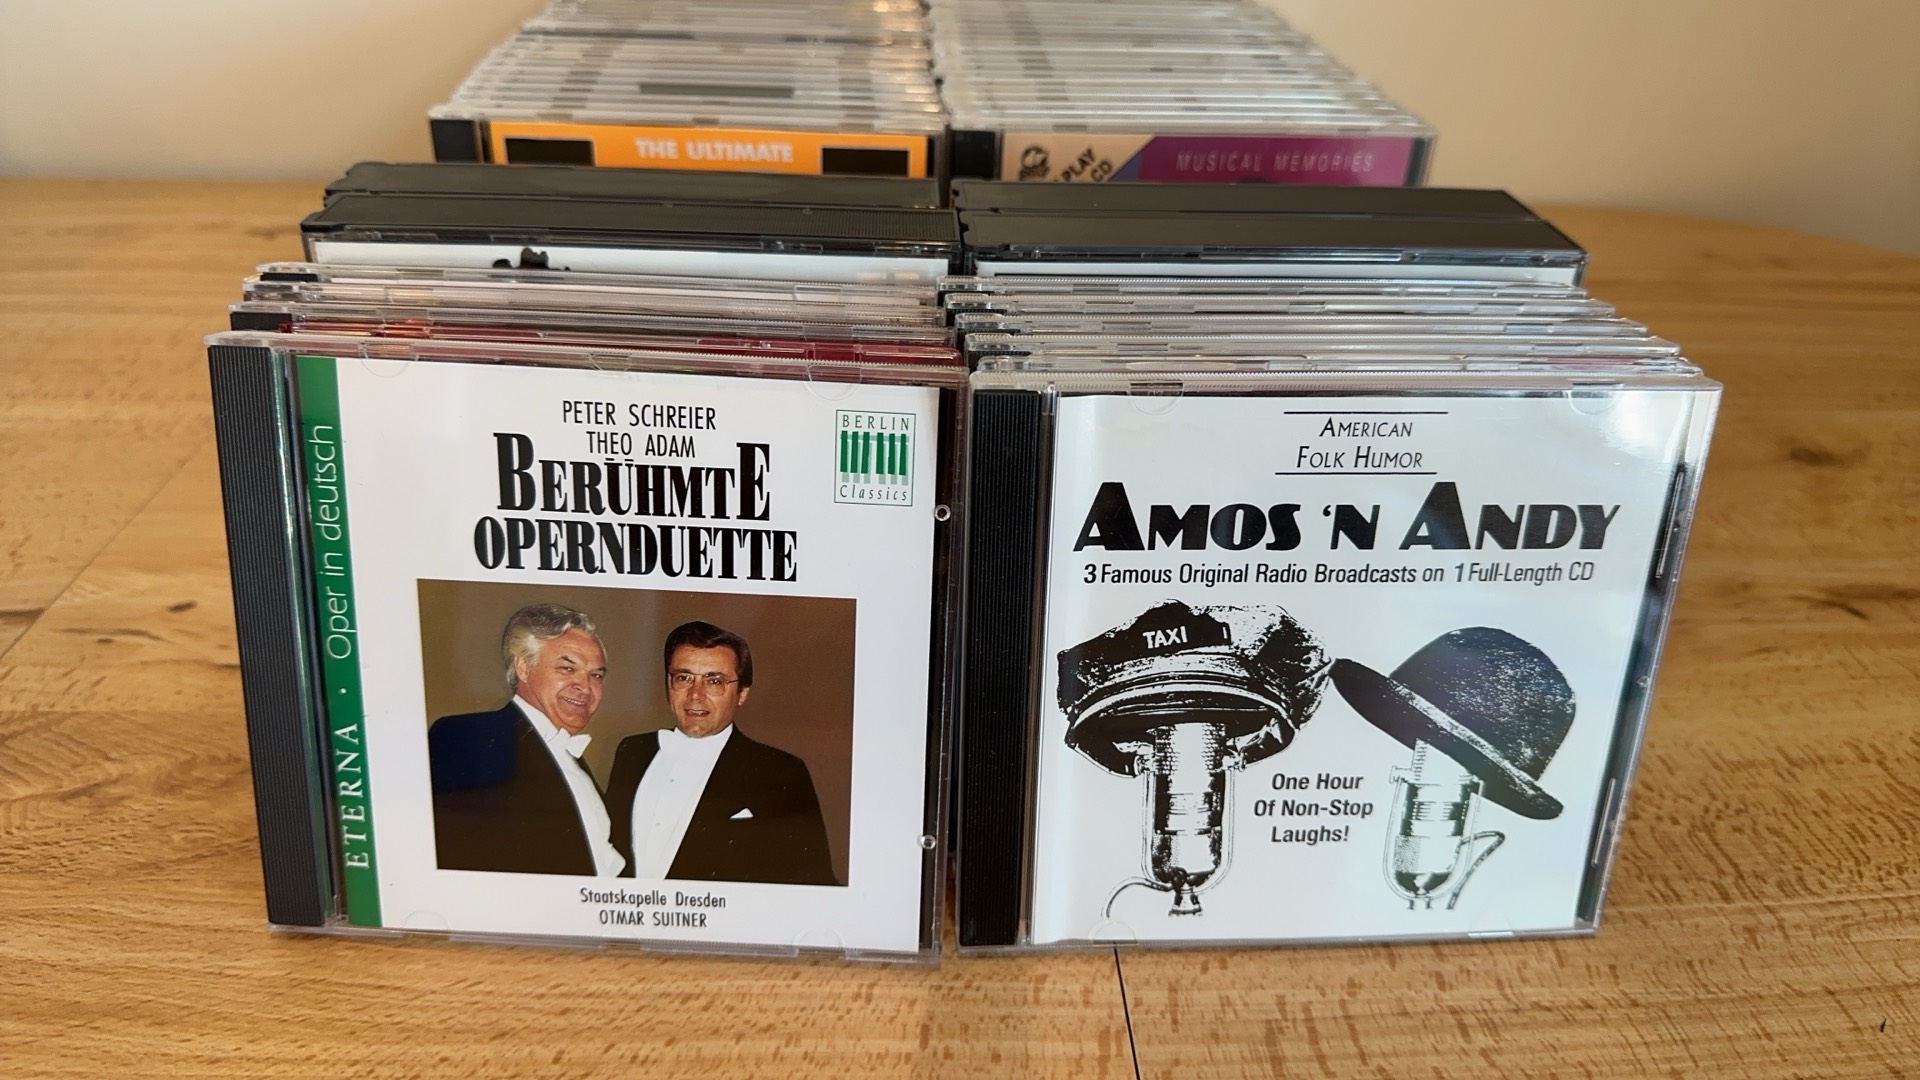 THE ULTIMATE
PLAY
CD
MUSICAL MEMORIES
ETERNA · Oper in deutsch
PETER SCHREIER
THEO ADAM
BERÜHMTE
OPERNDUETTE
BERLIN
Classics
Staatskapelle Dresden
OTMAR SUITNER
AMERICAN
FOLK HUMOR
AMOS 'N ANDY
3 Famous Original Radio Broadcasts on 1 Full-Length CD
TAXI
One Hour
Of Non-Stop
Laughs!